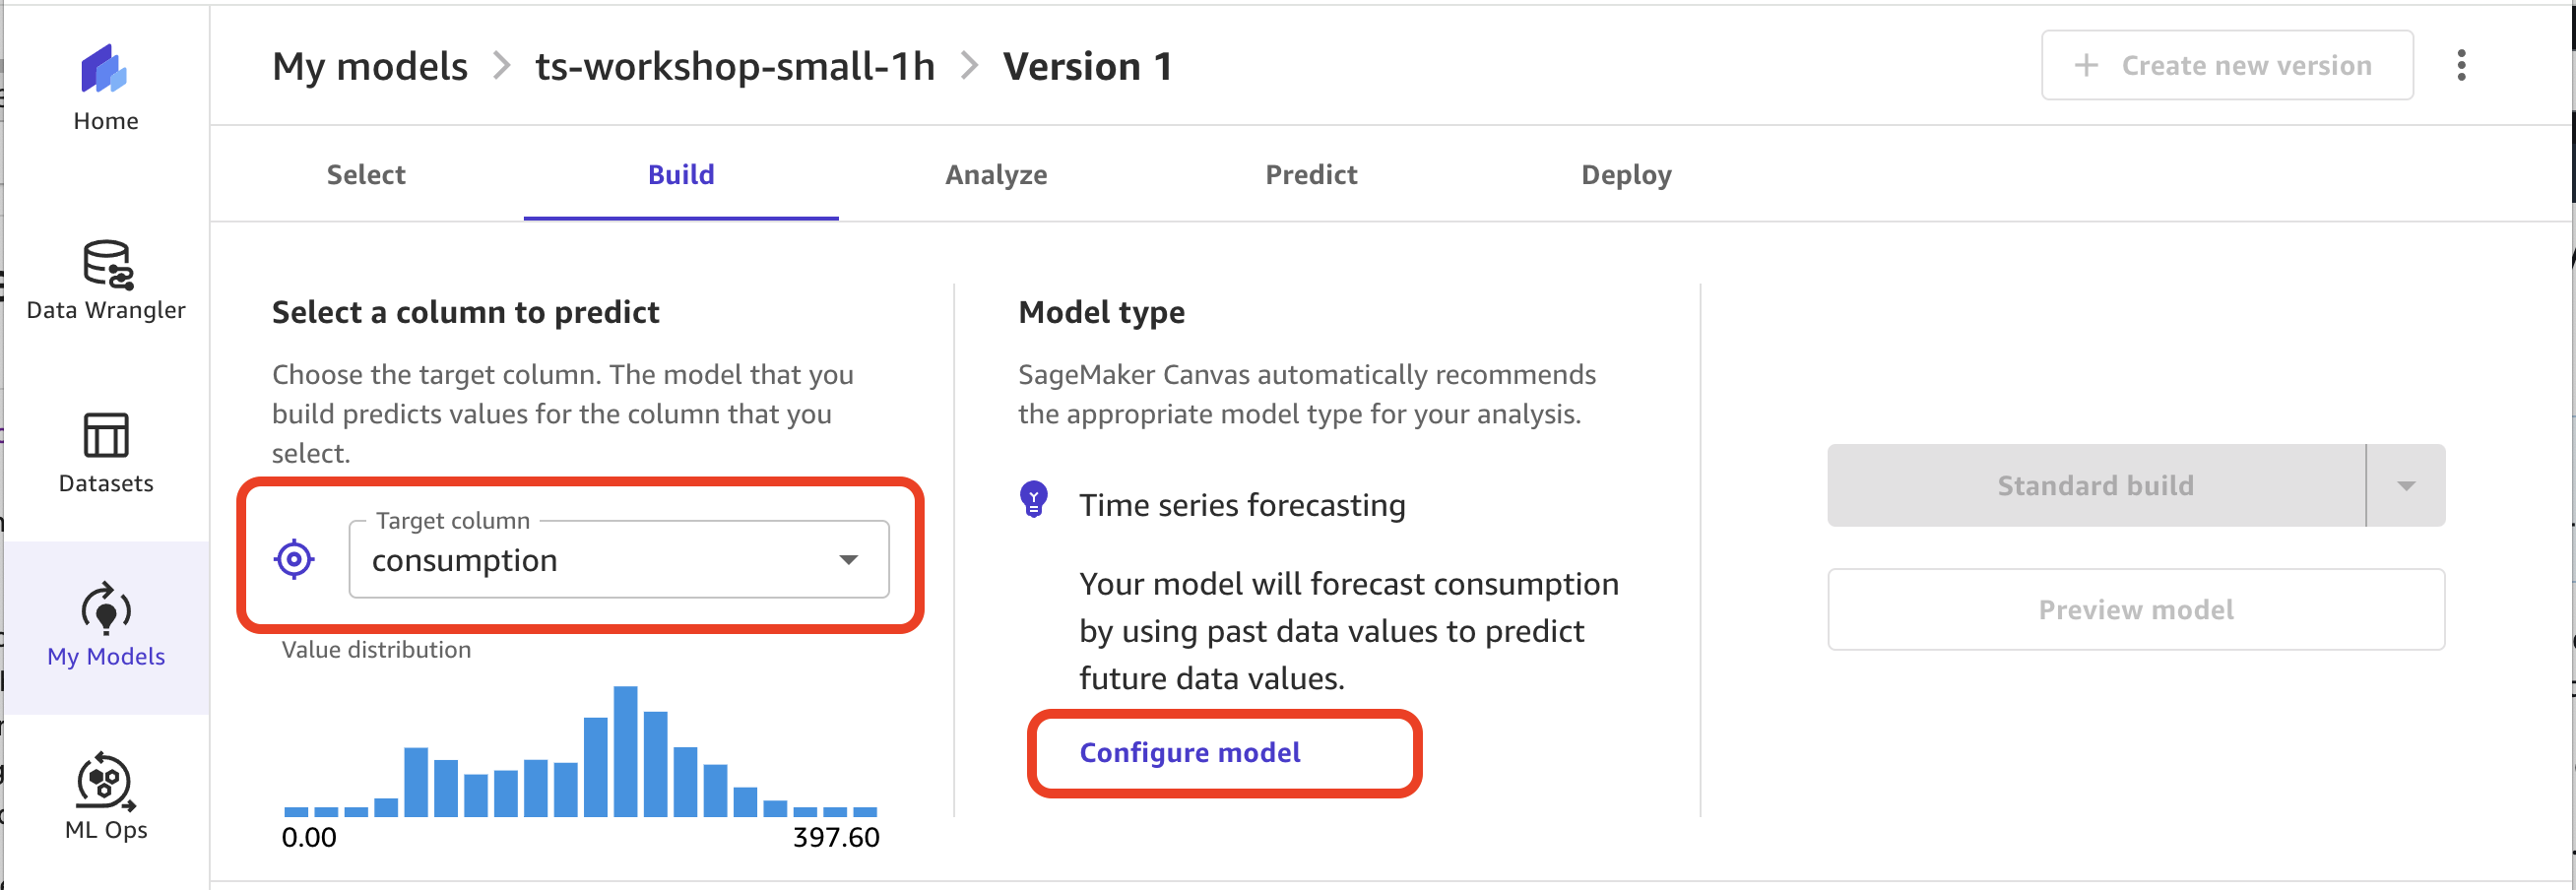 Home
Data Wrangler
Datasets
My Models
ML Ops
My models > ts-workshop-small-1h > Version 1
+ Create new version
Select Build Analyze Predict Deploy
Select a column to predict
Choose the target column. The model that you
build predicts values for the column that you
select.
Target column
consumption
Value distribution
0.00 397.60
Model type
SageMaker Canvas automatically recommends
the appropriate model type for your analysis.
Time series forecasting
Your model will forecast consumption
by using past data values to predict
future data values.
Configure model
Standard build
Preview model